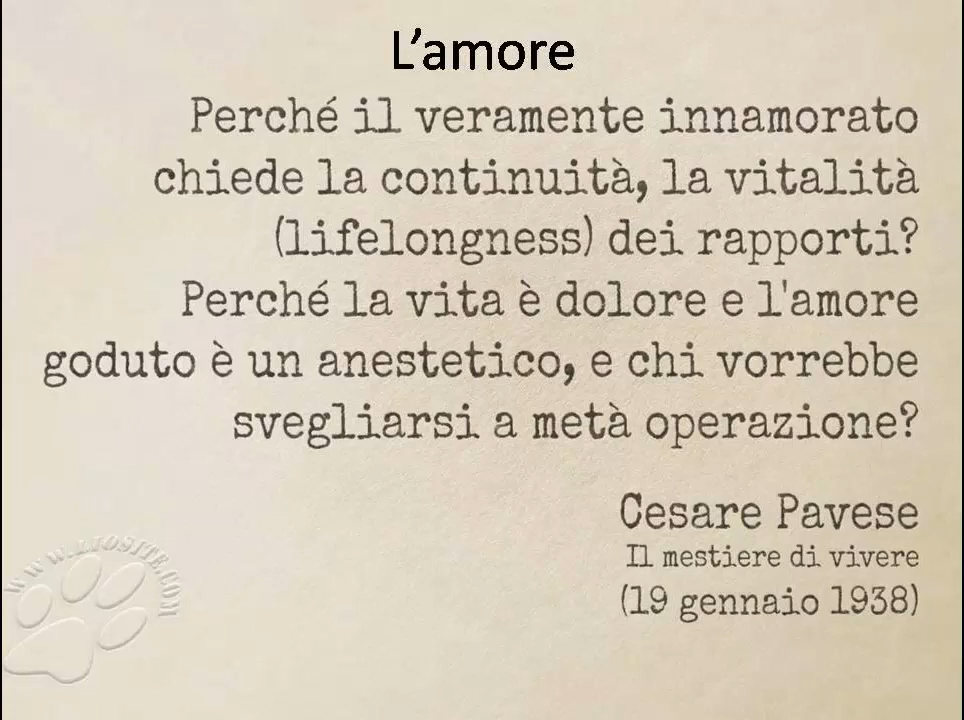 L’amore
Perché il veramente innamorato
chiede la continuità, la vitalità
(lifelongness) dei rapporti?
Perché la vita è dolore e l'amore
goduto è un anestetico, e chi vorrebbe
svegliarsi a metà operazione?
Cesare Pavese
Il mestiere di vivere
(19 gennaio 1938)